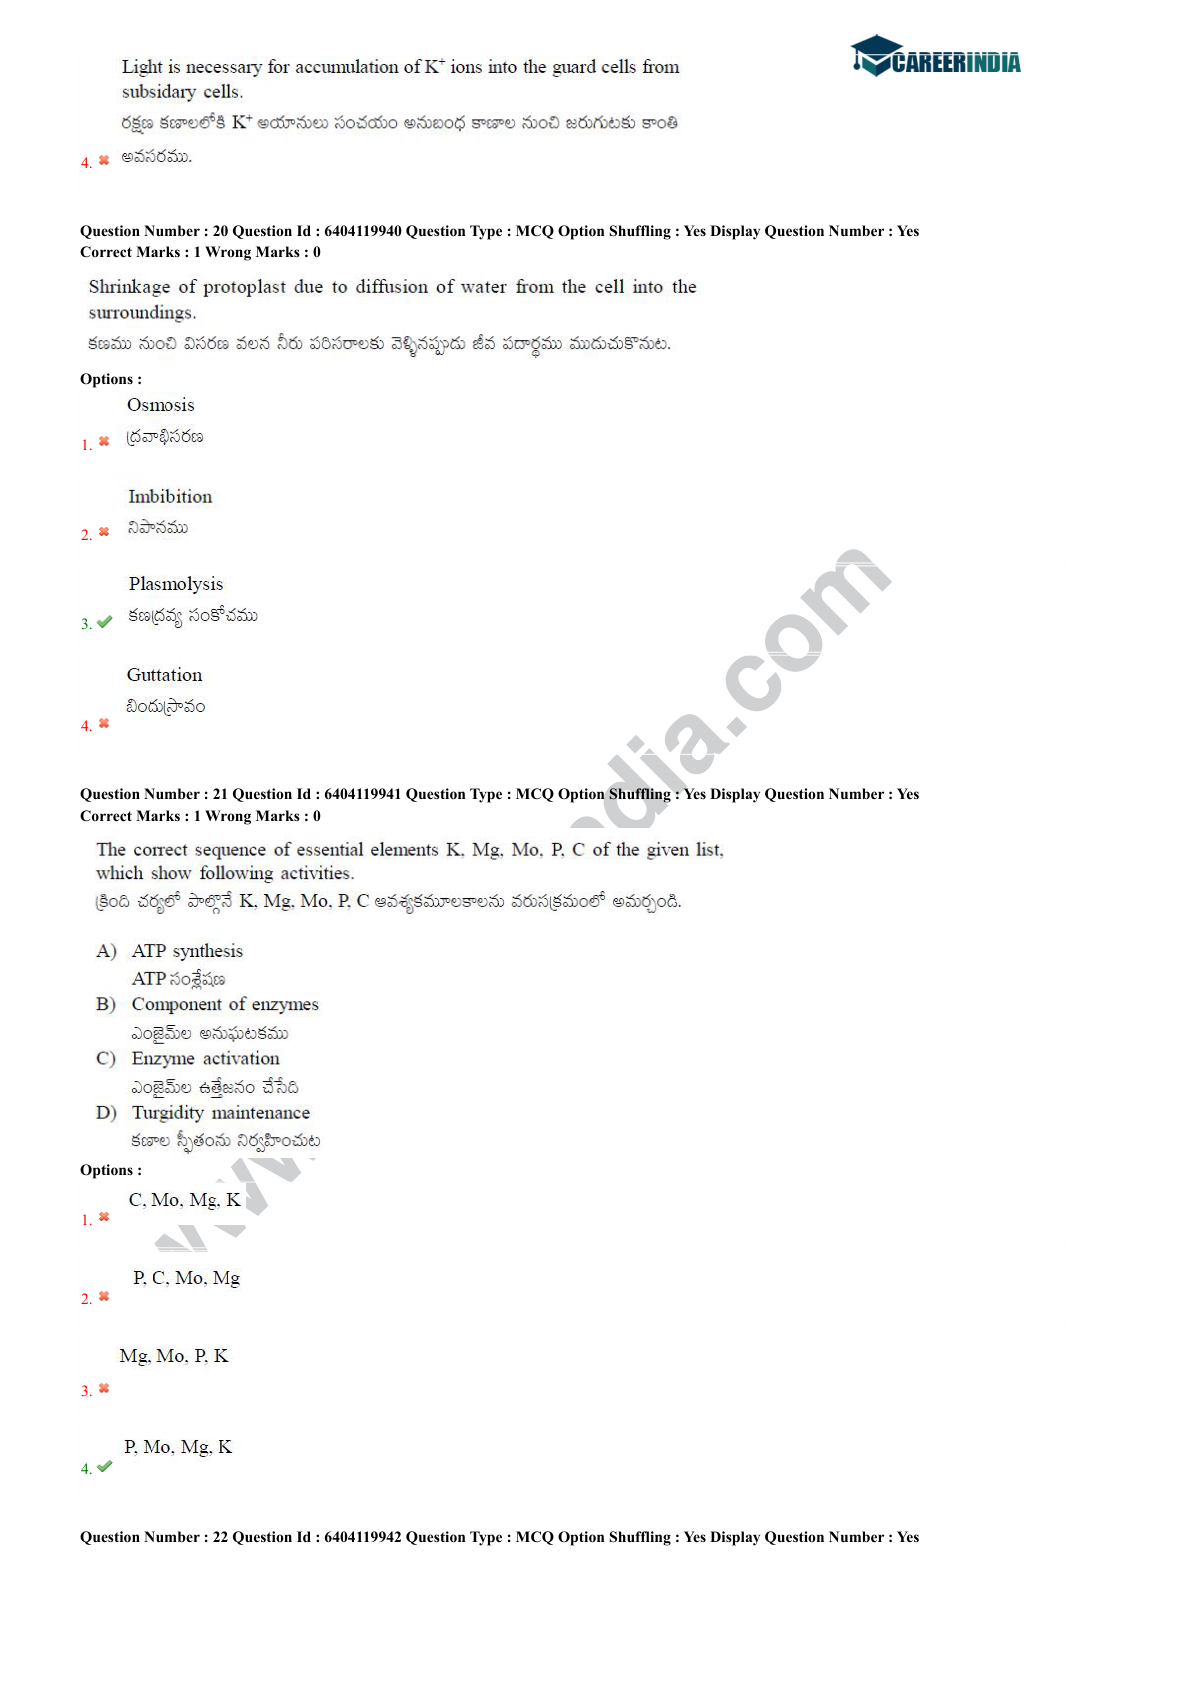 CAREERINDIA
Light is necessary for accumulation of K+ ions into the guard cells from
subsidary cells.
రక్షణ కణాలలోకి K+ అయానులు సంచయం అనుబంధ కాణాల నుంచి జరుగుటకు కాంతి
4. అవసరము.
Question Number : 20 Question Id : 6404119940 Question Type : MCQ Option Shuffling : Yes Display Question Number : Yes
Correct Marks : 1 Wrong Marks : 0
Shrinkage of protoplast due to diffusion of water from the cell into the
surroundings.
కణము నుంచి విసరణ వలన నీరు పరిసరాలకు వెళ్ళినప్పుడు జీవ పదార్థము ముడుచుకొనుట.
Options :
Osmosis
1. ద్రవాభిసరణ
Imbibition
2. నిపానము
Plasmolysis
3. కణద్రవ్య సంకోచము
Guttation
బిందుస్రావం
4.
Question Number : 21 Question Id : 6404119941 Question Type : MCQ Option Shuffling : Yes Display Question Number : Yes
Correct Marks : 1 Wrong Marks : 0
The correct sequence of essential elements K, Mg, Mo, P, C of the given list,
which show following activities.
క్రింది చర్యలో పాల్గొనే K, Mg, Mo, P, C ఆవశ్యకమూలకాలను వరుసక్రమంలో అమర్చండి.
A) ATP synthesis
ATP సంశ్లేషణ
B) Component of enzymes
ఎంజైమ్‌ల అనుఘటకము
C) Enzyme activation
ఎంజైమ్‌ల ఉత్తేజనం చేసేది
D) Turgidity maintenance
కణాల స్ఫీతంను నిర్వహించుట
Options :
C, Mo, Mg, K
1.
P, C, Mo, Mg
2.
Mg, Mo, P, K
3.
P, Mo, Mg, K
4.
Question Number : 22 Question Id : 6404119942 Question Type : MCQ Option Shuffling : Yes Display Question Number : Yes